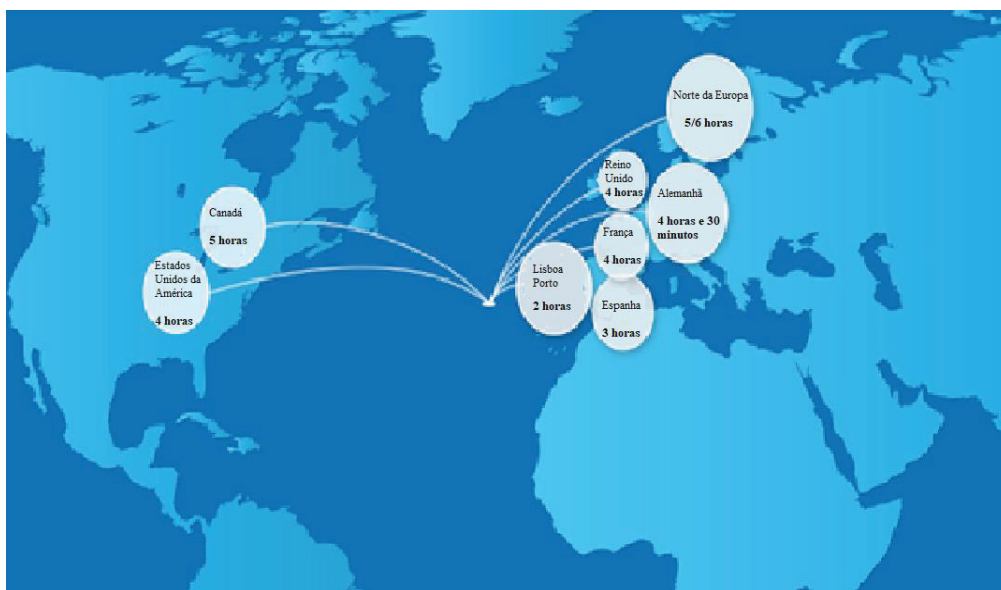 Norte da Europa
5/6 horas
Reino
Unido
4 horas
Alemanhã
4 horas e 30
minutos
Canadá
5 horas
França
4 horas
Estados
Unidos da
América
4 horas
Lisboa
Porto
2 horas
Espanha
3 horas